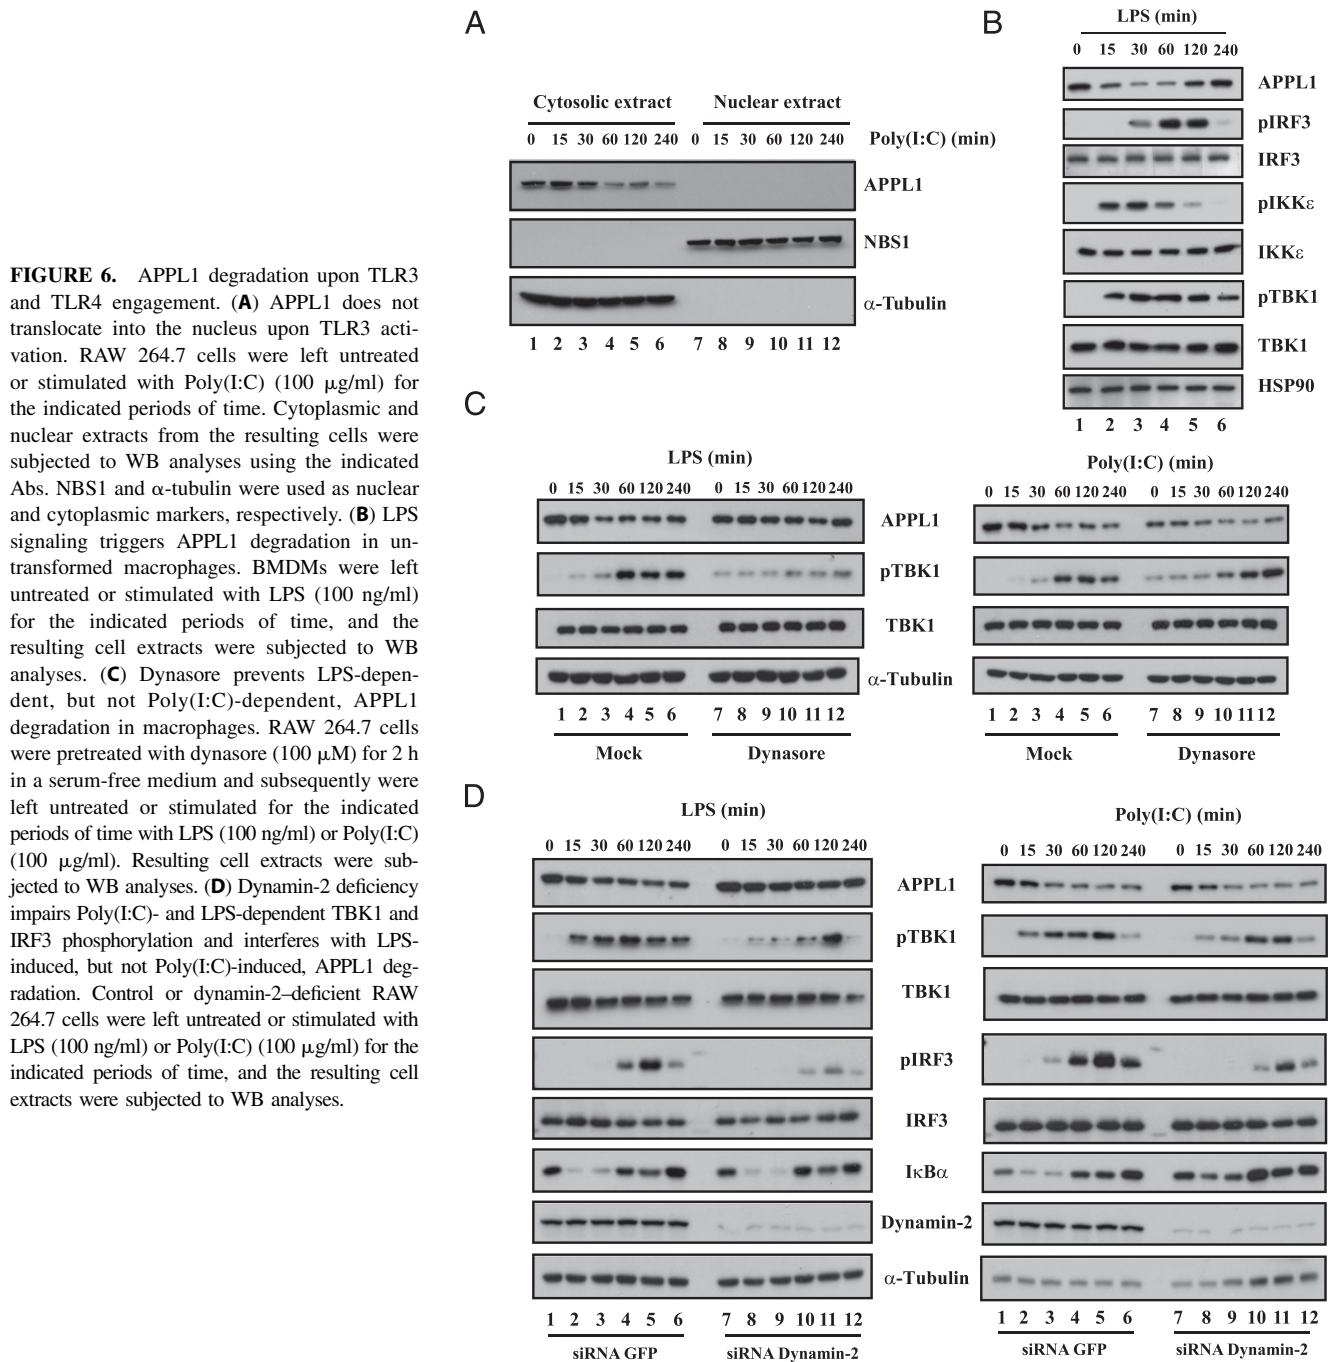 FIGURE 6. APPL1 degradation upon TLR3
and TLR4 engagement. (A) APPL1 does not
translocate into the nucleus upon TLR3 acti-
vation. RAW 264.7 cells were left untreated
or stimulated with Poly(I:C) (100 μg/ml) for
the indicated periods of time. Cytoplasmic and
nuclear extracts from the resulting cells were
subjected to WB analyses using the indicated
Abs. NBS1 and α-tubulin were used as nuclear
and cytoplasmic markers, respectively. (B) LPS
signaling triggers APPL1 degradation in un-
transformed macrophages. BMDMs were left
untreated or stimulated with LPS (100 ng/ml)
for the indicated periods of time, and the
resulting cell extracts were subjected to WB
analyses. (C) Dynasore prevents LPS-depen-
dent, but not Poly(I:C)-dependent, APPL1
degradation in macrophages. RAW 264.7 cells
were pretreated with dynasore (100 μM) for 2 h
in a serum-free medium and subsequently were
left untreated or stimulated for the indicated
periods of time with LPS (100 ng/ml) or Poly(I:C)
(100 μg/ml). Resulting cell extracts were sub-
jected to WB analyses. (D) Dynamin-2 deficiency
impairs Poly(I:C)- and LPS-dependent TBK1 and
IRF3 phosphorylation and interferes with LPS-
induced, but not Poly(I:C)-induced, APPL1 deg-
radation. Control or dynamin-2–deficient RAW
264.7 cells were left untreated or stimulated with
LPS (100 ng/ml) or Poly(I:C) (100 μg/ml) for the
indicated periods of time, and the resulting cell
extracts were subjected to WB analyses.
A
Cytosolic extract Nuclear extract
0 15 30 60 120 240 0 15 30 60 120 240 Poly(I:C) (min)
APPL1
NBS1
α-Tubulin
1 2 3 4 5 6 7 8 9 10 11 12
B
LPS (min)
0 15 30 60 120 240
APPL1
pIRF3
IRF3
pIKKε
IKKε
pTBK1
TBK1
HSP90
1 2 3 4 5 6
C
LPS (min)
0 15 30 60 120 240 0 15 30 60 120 240
APPL1
pTBK1
TBK1
α-Tubulin
1 2 3 4 5 6 7 8 9 10 11 12
Mock Dynasore
Poly(I:C) (min)
0 15 30 60 120 240 0 15 30 60 120 240
1 2 3 4 5 6 7 8 9 10 11 12
Mock Dynasore
D
LPS (min)
0 15 30 60 120 240 0 15 30 60 120 240
APPL1
pTBK1
TBK1
pIRF3
IRF3
IκBα
Dynamin-2
α-Tubulin
1 2 3 4 5 6 7 8 9 10 11 12
siRNA GFP siRNA Dynamin-2
Poly(I:C) (min)
0 15 30 60 120 240 0 15 30 60 120 240
1 2 3 4 5 6 7 8 9 10 11 12
siRNA GFP siRNA Dynamin-2